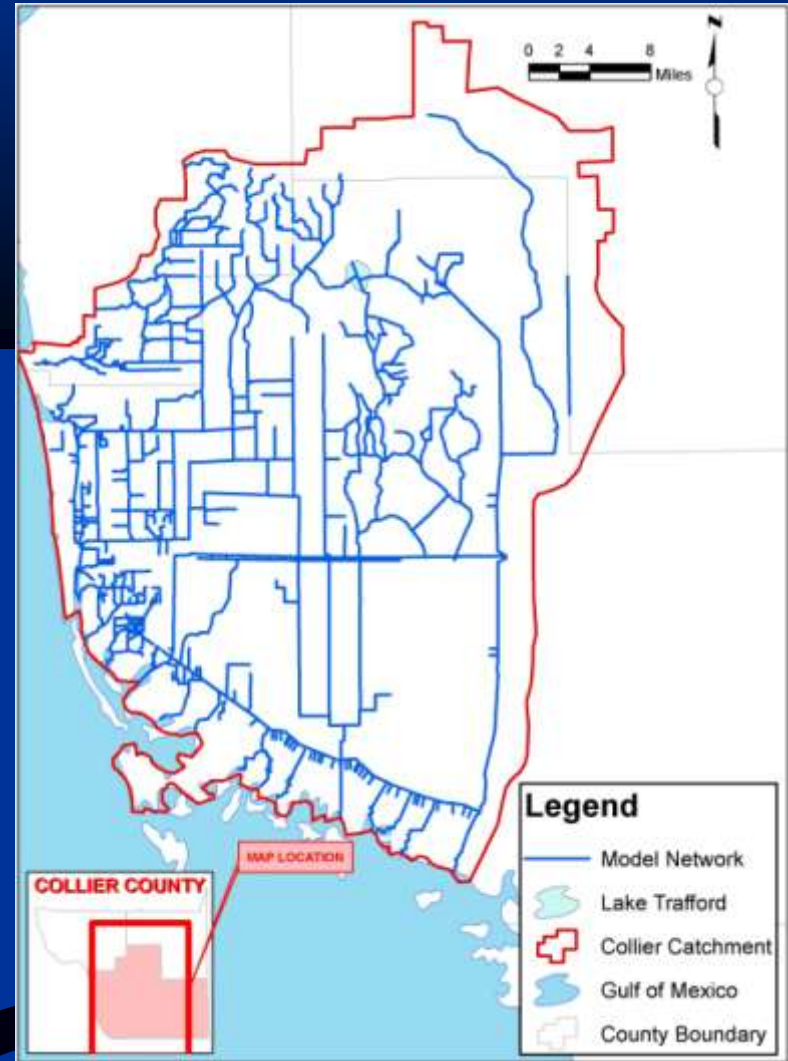 N
0 2 4 8
Miles
MAP LOCATION
COLLIER COUNTY
Legend
Model Network
Lake Trafford
Collier Catchment
Gulf of Mexico
County Boundary